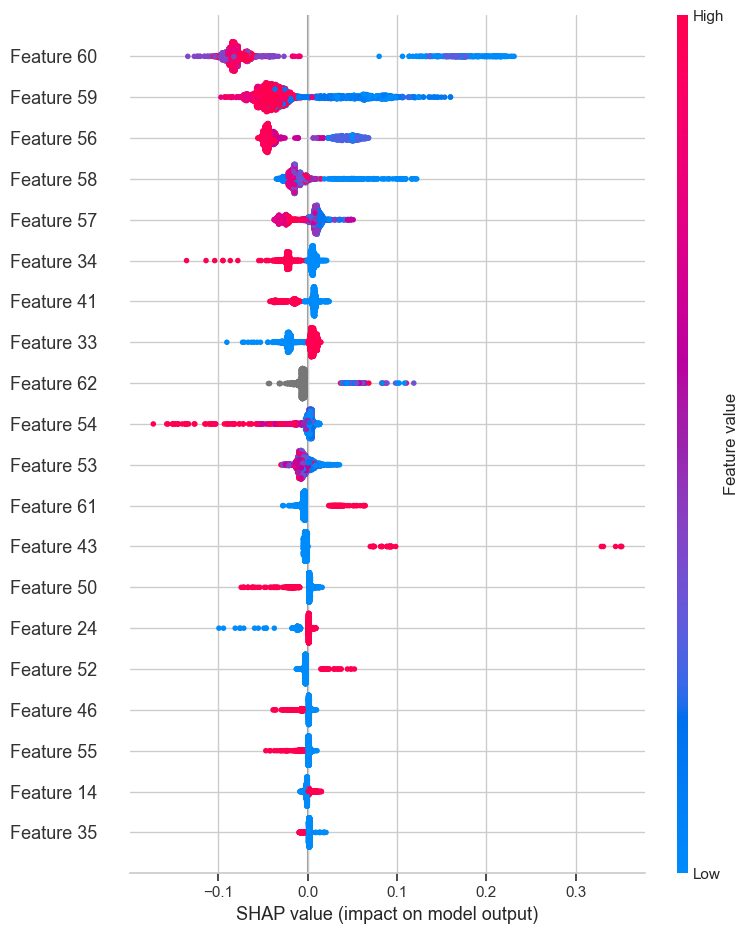 High
Feature 60
Feature 59
Feature 56
Feature 58
Feature 57
Feature 34
Feature 41
Feature 33
Feature 62
Feature 54
Feature 53
Feature 61
Feature 43
Feature 50
Feature 24
Feature 52
Feature 46
Feature 55
Feature 14
Feature 35
Feature value
Low
−0.1 0.0 0.1 0.2 0.3
SHAP value (impact on model output)